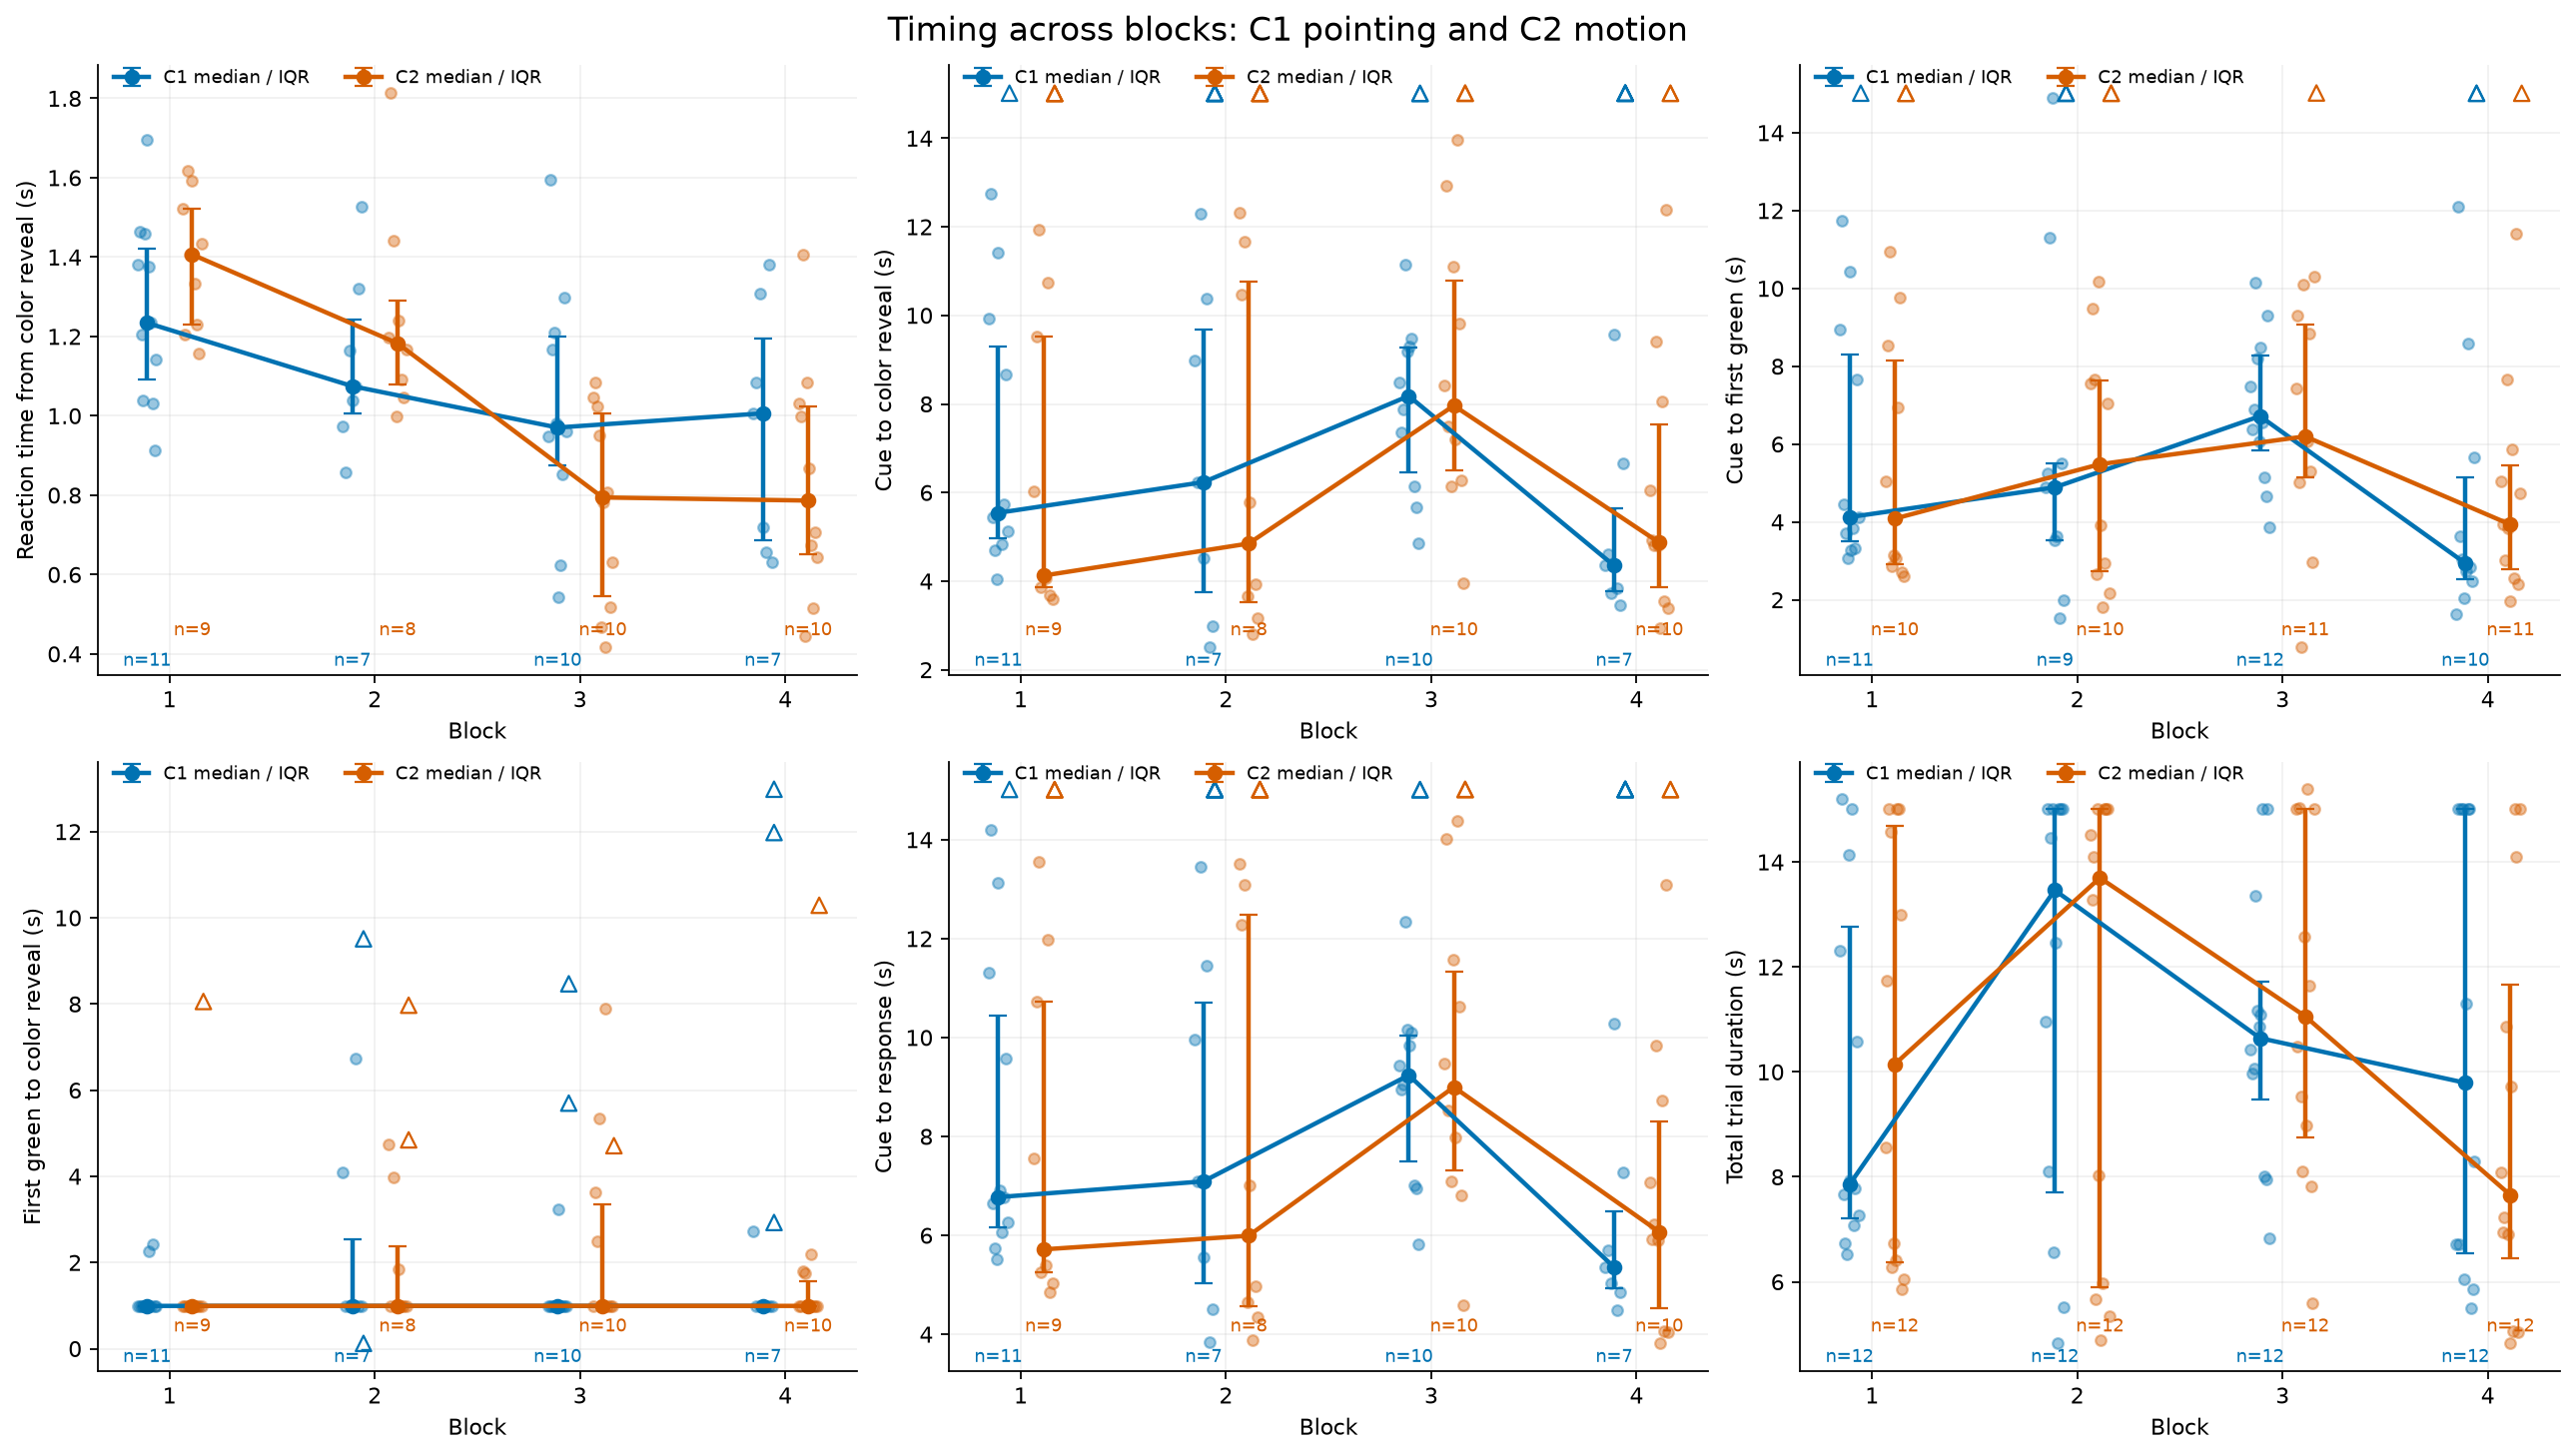 Timing across blocks: C1 pointing and C2 motion
C1 median / IQR
C2 median / IQR
Reaction time from color reveal (s)
1.8
1.6
1.4
1.2
1.0
0.8
0.6
0.4
n=9
n=8
n=10
n=10
n=11
n=7
n=10
n=7
1
2
3
4
Block
C1 median / IQR
C2 median / IQR
Cue to color reveal (s)
14
12
10
8
6
4
2
n=9
n=8
n=10
n=10
n=11
n=7
n=10
n=7
1
2
3
4
Block
C1 median / IQR
C2 median / IQR
Cue to first green (s)
14
12
10
8
6
4
2
n=10
n=10
n=11
n=11
n=11
n=9
n=12
n=10
1
2
3
4
Block
C1 median / IQR
C2 median / IQR
First green to color reveal (s)
12
10
8
6
4
2
0
n=9
n=8
n=10
n=10
n=11
n=7
n=10
n=7
1
2
3
4
Block
C1 median / IQR
C2 median / IQR
Cue to response (s)
14
12
10
8
6
4
n=9
n=8
n=10
n=10
n=11
n=7
n=10
n=7
1
2
3
4
Block
C1 median / IQR
C2 median / IQR
Total trial duration (s)
14
12
10
8
6
n=12
n=12
n=12
n=12
n=12
n=12
n=12
n=12
1
2
3
4
Block